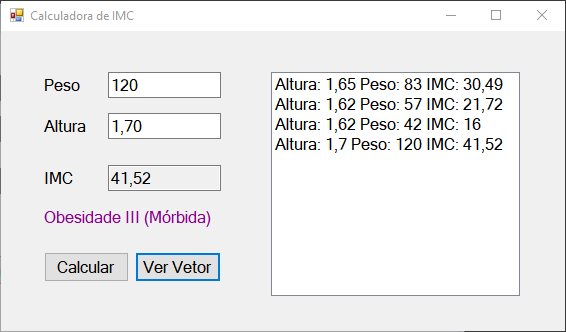 Calculadora de IMC
Peso 120
Altura 1,70
IMC 41,52
Obesidade III (Mórbida)
Calcular Ver Vetor
Altura: 1,65 Peso: 83 IMC: 30,49
Altura: 1,62 Peso: 57 IMC: 21,72
Altura: 1,62 Peso: 42 IMC: 16
Altura: 1,7 Peso: 120 IMC: 41,52